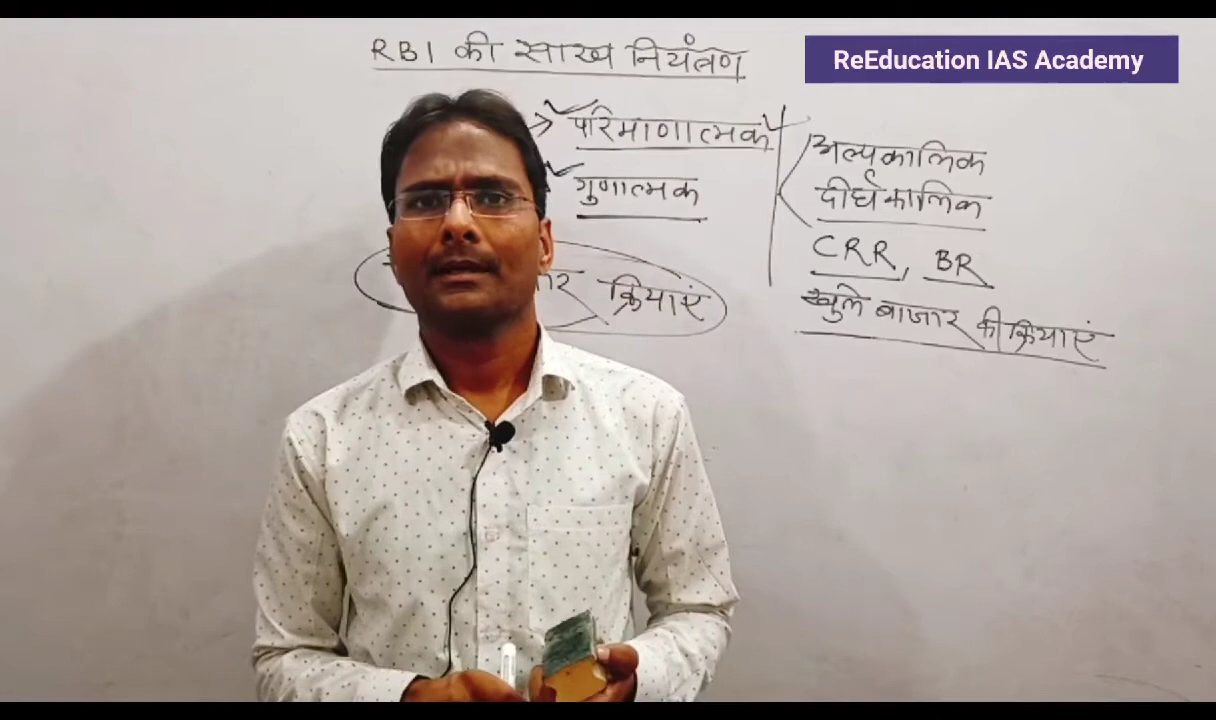 RBI की साख नियंत्रण
ReEducation IAS Academy
→ परिमाणात्मक
गुणात्मक
क्रियाएं
अल्पकालिक
दीर्घकालिक
CRR, BR
खुले बाजार की क्रियाएं